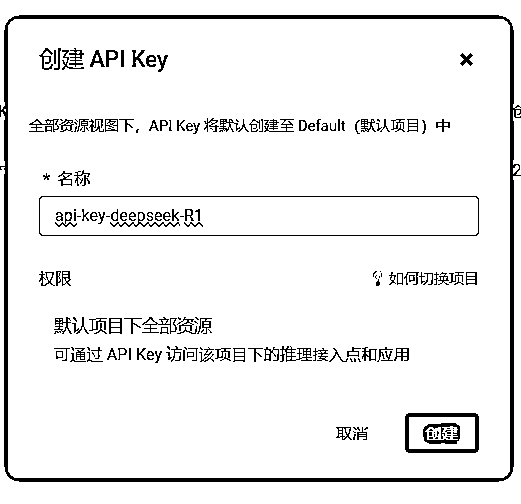 创建 API Key
全部资源视图下，API Key 将默认创建至 Default（默认项目）中
* 名称
api-key-deepseek-R1
权限 如何切换项目
默认项目下全部资源
可通过 API Key 访问该项目下的推理接入点和应用
取消 创建